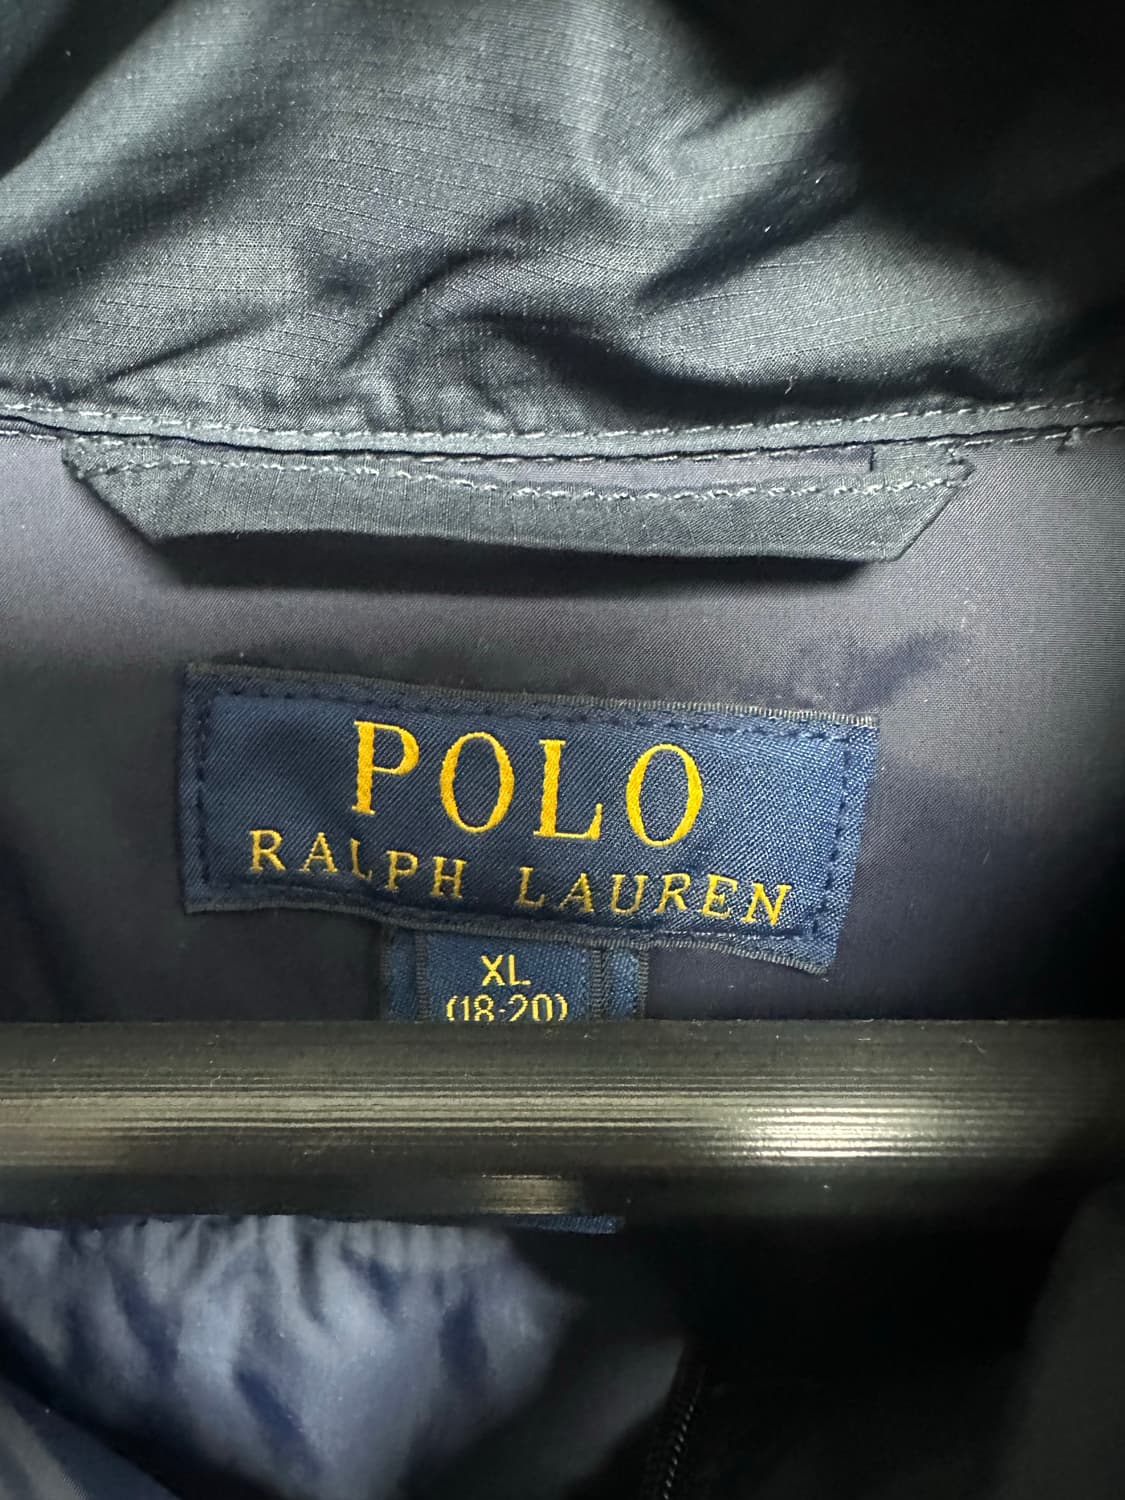 POLO
RALPH LAUREN
XL
(18-20)